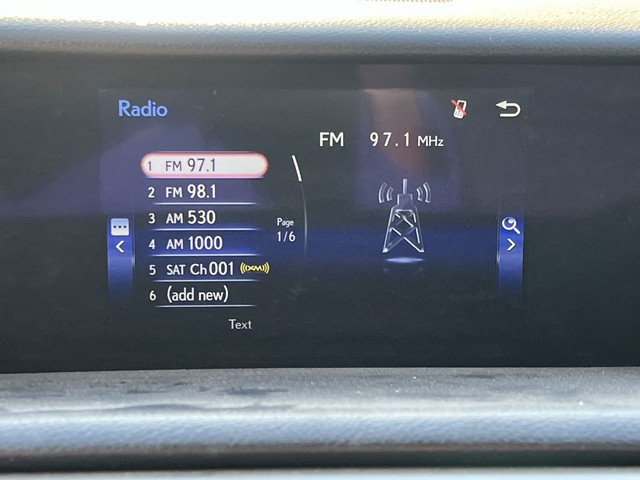 Radio
FM 97.1 MHz
1 FM 97.1
2 FM 98.1
3 AM 530
4 AM 1000
5 SAT Ch 001 ((XM))
6 (add new)
Page
1/6
Text